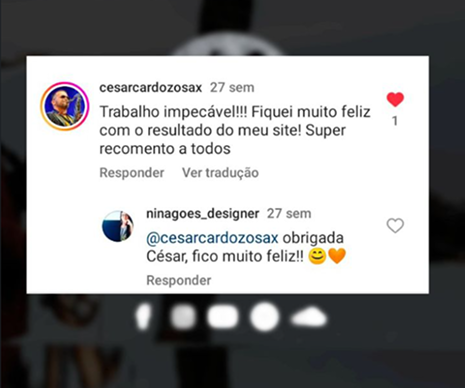 cesarcardozosax 27 sem
Trabalho impecável!!! Fiquei muito feliz
com o resultado do meu site! Super
recomento a todos
1
Responder Ver tradução
ninagoes_designer 27 sem
@cesarcardozosax obrigada
César, fico muito feliz!! 😊🧡
Responder